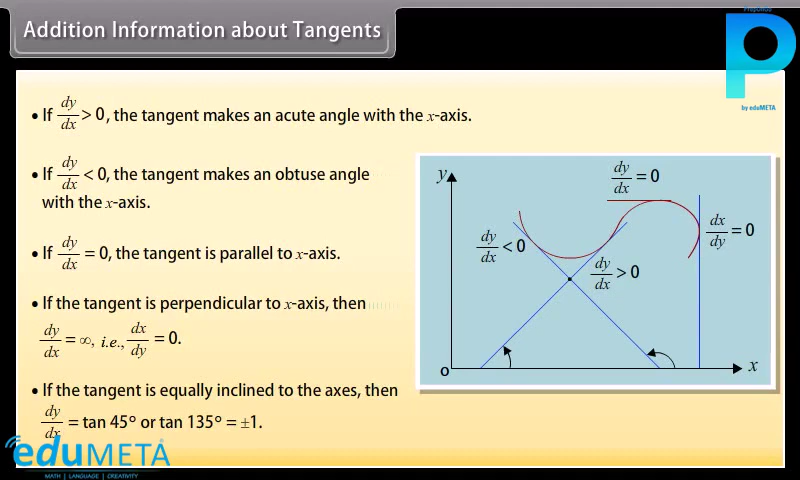 Addition Information about Tangents
Preponus
P
by eduMETA
• If dy/dx > 0, the tangent makes an acute angle with the x-axis.
• If dy/dx < 0, the tangent makes an obtuse angle
with the x-axis.
• If dy/dx = 0, the tangent is parallel to x-axis.
• If the tangent is perpendicular to x-axis, then
dy/dx = ∞, i.e., dx/dy = 0.
• If the tangent is equally inclined to the axes, then
dy/dx = tan 45° or tan 135° = ±1.
y
dy/dx = 0
dx/dy = 0
dy/dx < 0
dy/dx > 0
O
x
eduMETA
MATH | LANGUAGE | CREATIVITY